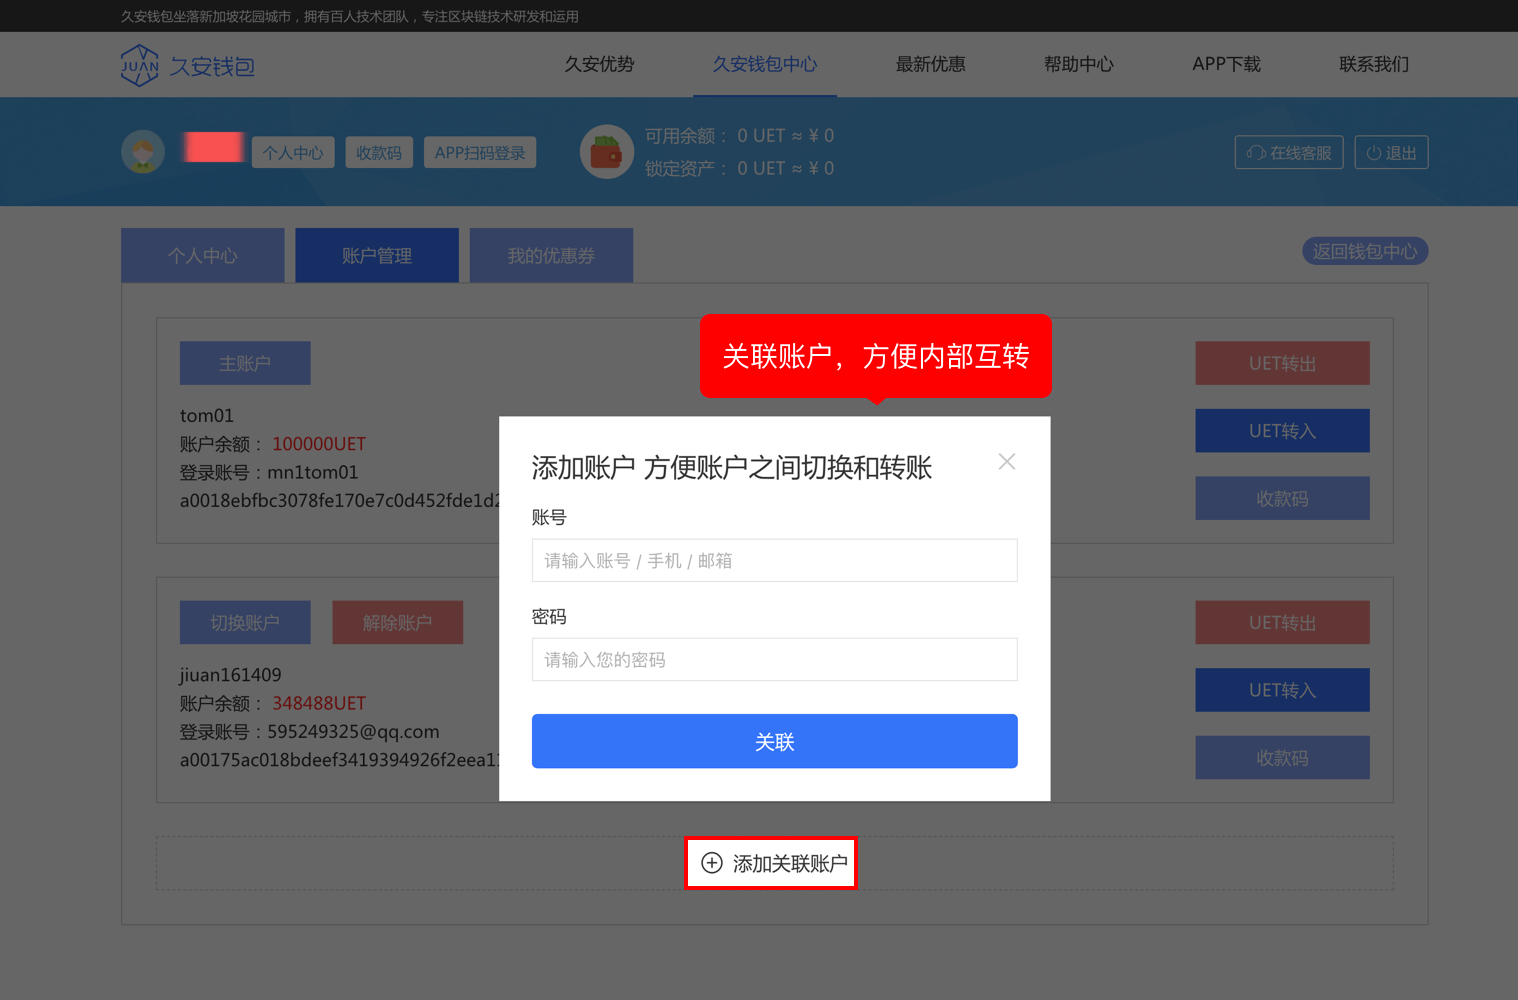 久安钱包坐落新加坡花园城市，拥有百人技术团队，专注区块链技术研发和运用
JUAN 久安钱包
久安优势 久安钱包中心 最新优惠 帮助中心 APP下载 联系我们
个人中心 收款码 APP扫码登录
可用余额： 0 UET ≈ ¥ 0
锁定资产： 0 UET ≈ ¥ 0
在线客服 退出
个人中心 账户管理 我的优惠券 返回钱包中心
关联账户，方便内部互转
主账户
tom01
账户余额： 100000UET
登录账号：mn1tom01
a0018ebfbc3078fe170e7c0d452fde1d2
UET转出
UET转入
收款码
添加账户 方便账户之间切换和转账
账号
请输入账号 / 手机 / 邮箱
密码
请输入您的密码
关联
切换账户 解除账户
jiuan161409
账户余额： 348488UET
登录账号：595249325@qq.com
a00175ac018bdeef3419394926f2eea11
UET转出
UET转入
收款码
添加关联账户